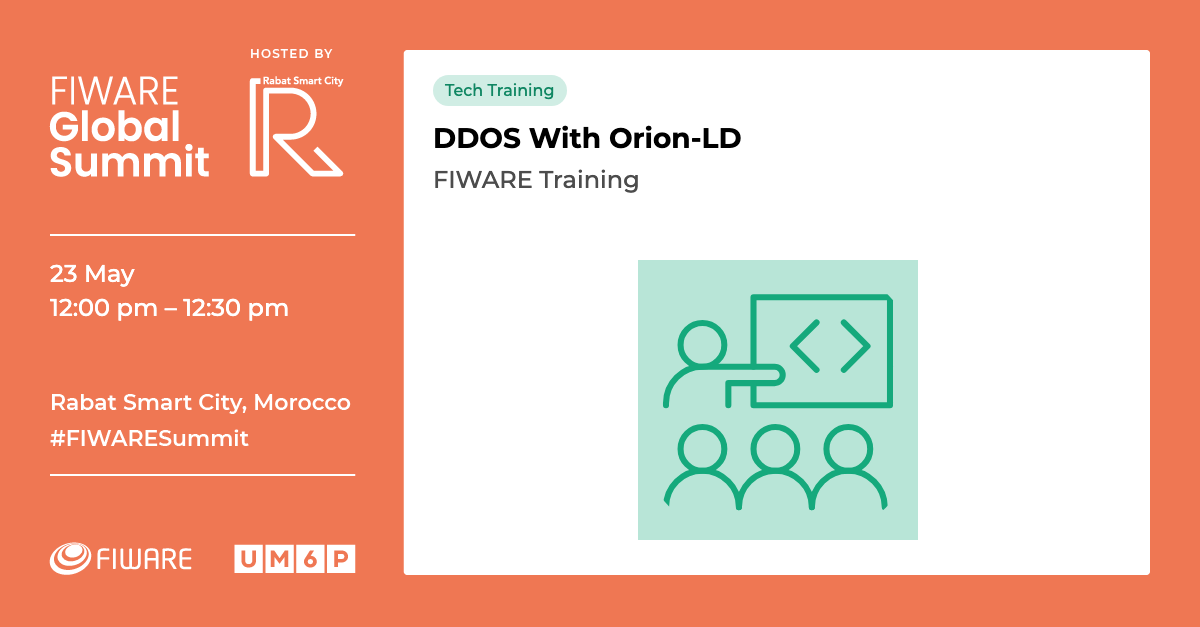 FIWARE
Global
Summit
HOSTED BY
Rabat Smart City
R
23 May
12:00 pm – 12:30 pm
Rabat Smart City, Morocco
#FIWARESummit
FIWARE
UM6P
Tech Training
DDOS With Orion-LD
FIWARE Training